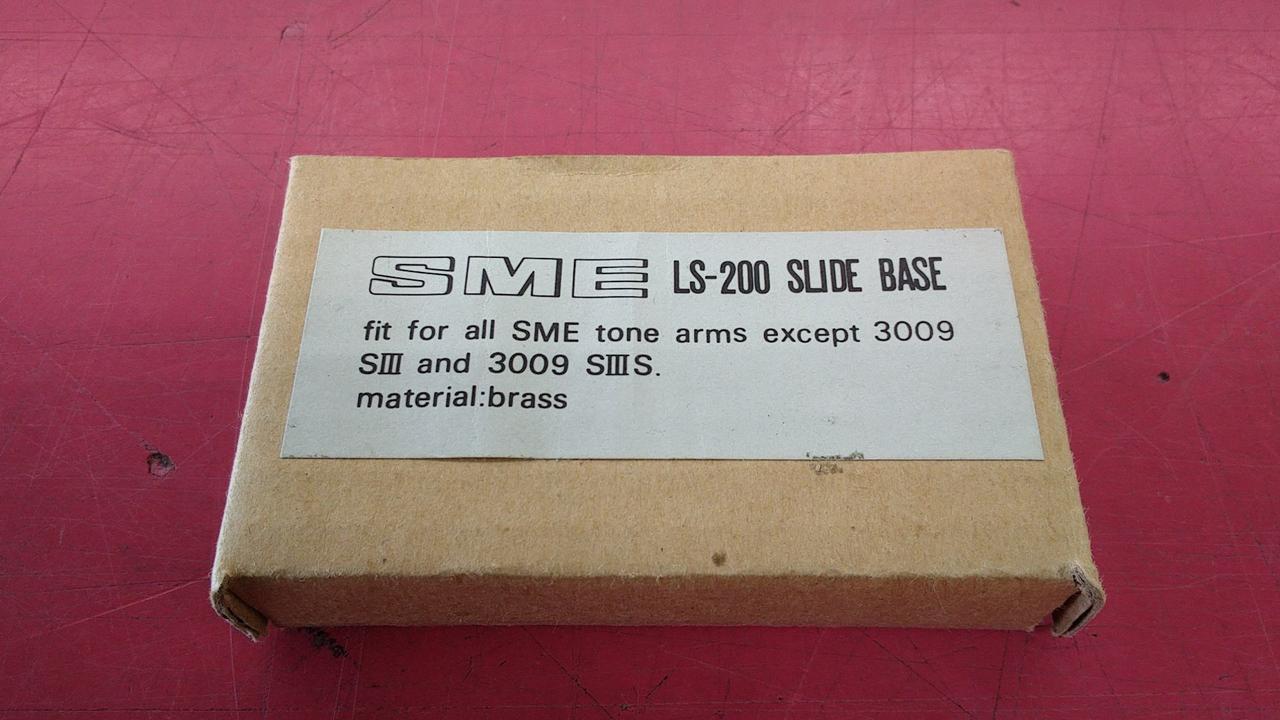 SME LS-200 SLIDE BASE
fit for all SME tone arms except 3009
SIII and 3009 SIIIS.
material:brass